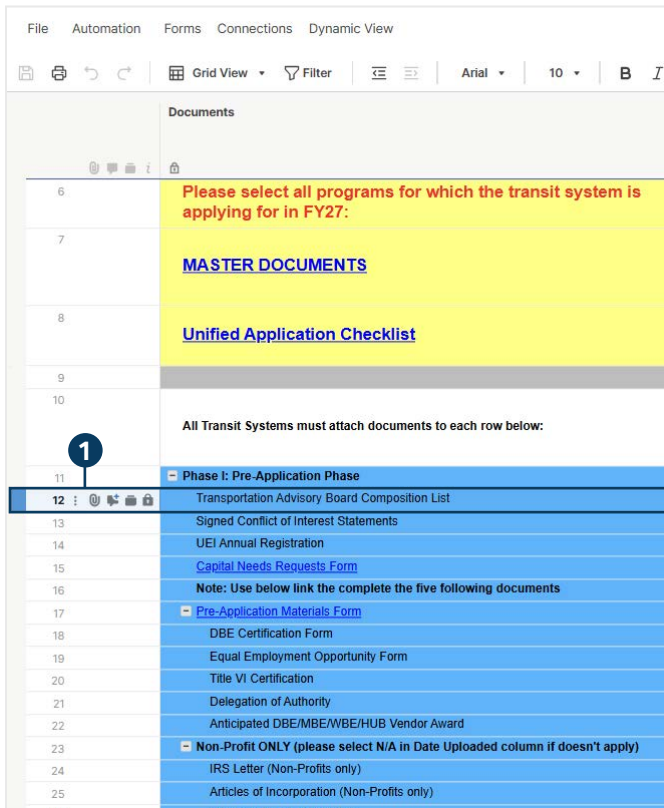 File Automation Forms Connections Dynamic View
Grid View Filter Arial 10 B I
Documents
i
6 Please select all programs for which the transit system is
applying for in FY27:
7 MASTER DOCUMENTS
8 Unified Application Checklist
9
10 All Transit Systems must attach documents to each row below:
1
11 Phase I: Pre-Application Phase
12 Transportation Advisory Board Composition List
13 Signed Conflict of Interest Statements
14 UEI Annual Registration
15 Capital Needs Requests Form
16 Note: Use below link the complete the five following documents
17 Pre-Application Materials Form
18 DBE Certification Form
19 Equal Employment Opportunity Form
20 Title VI Certification
21 Delegation of Authority
22 Anticipated DBE/MBE/WBE/HUB Vendor Award
23 Non-Profit ONLY (please select N/A in Date Uploaded column if doesn't apply)
24 IRS Letter (Non-Profits only)
25 Articles of Incorporation (Non-Profits only)